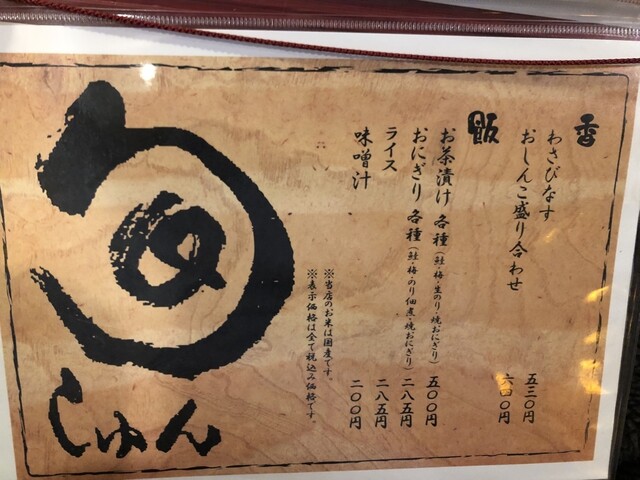 香
わさびなす 五三〇円
おしんこ盛り合わせ 六四〇円
飯
お茶漬け 各種(鮭・梅・生のり・焼おにぎり) 五〇〇円
おにぎり 各種(鮭・梅・のり佃煮・焼おにぎり) 二八五円
ライス 二八五円
味噌汁 二〇〇円
※当店のお米は国産です。
※表示価格は全て税込み価格です。
旬
しゅん